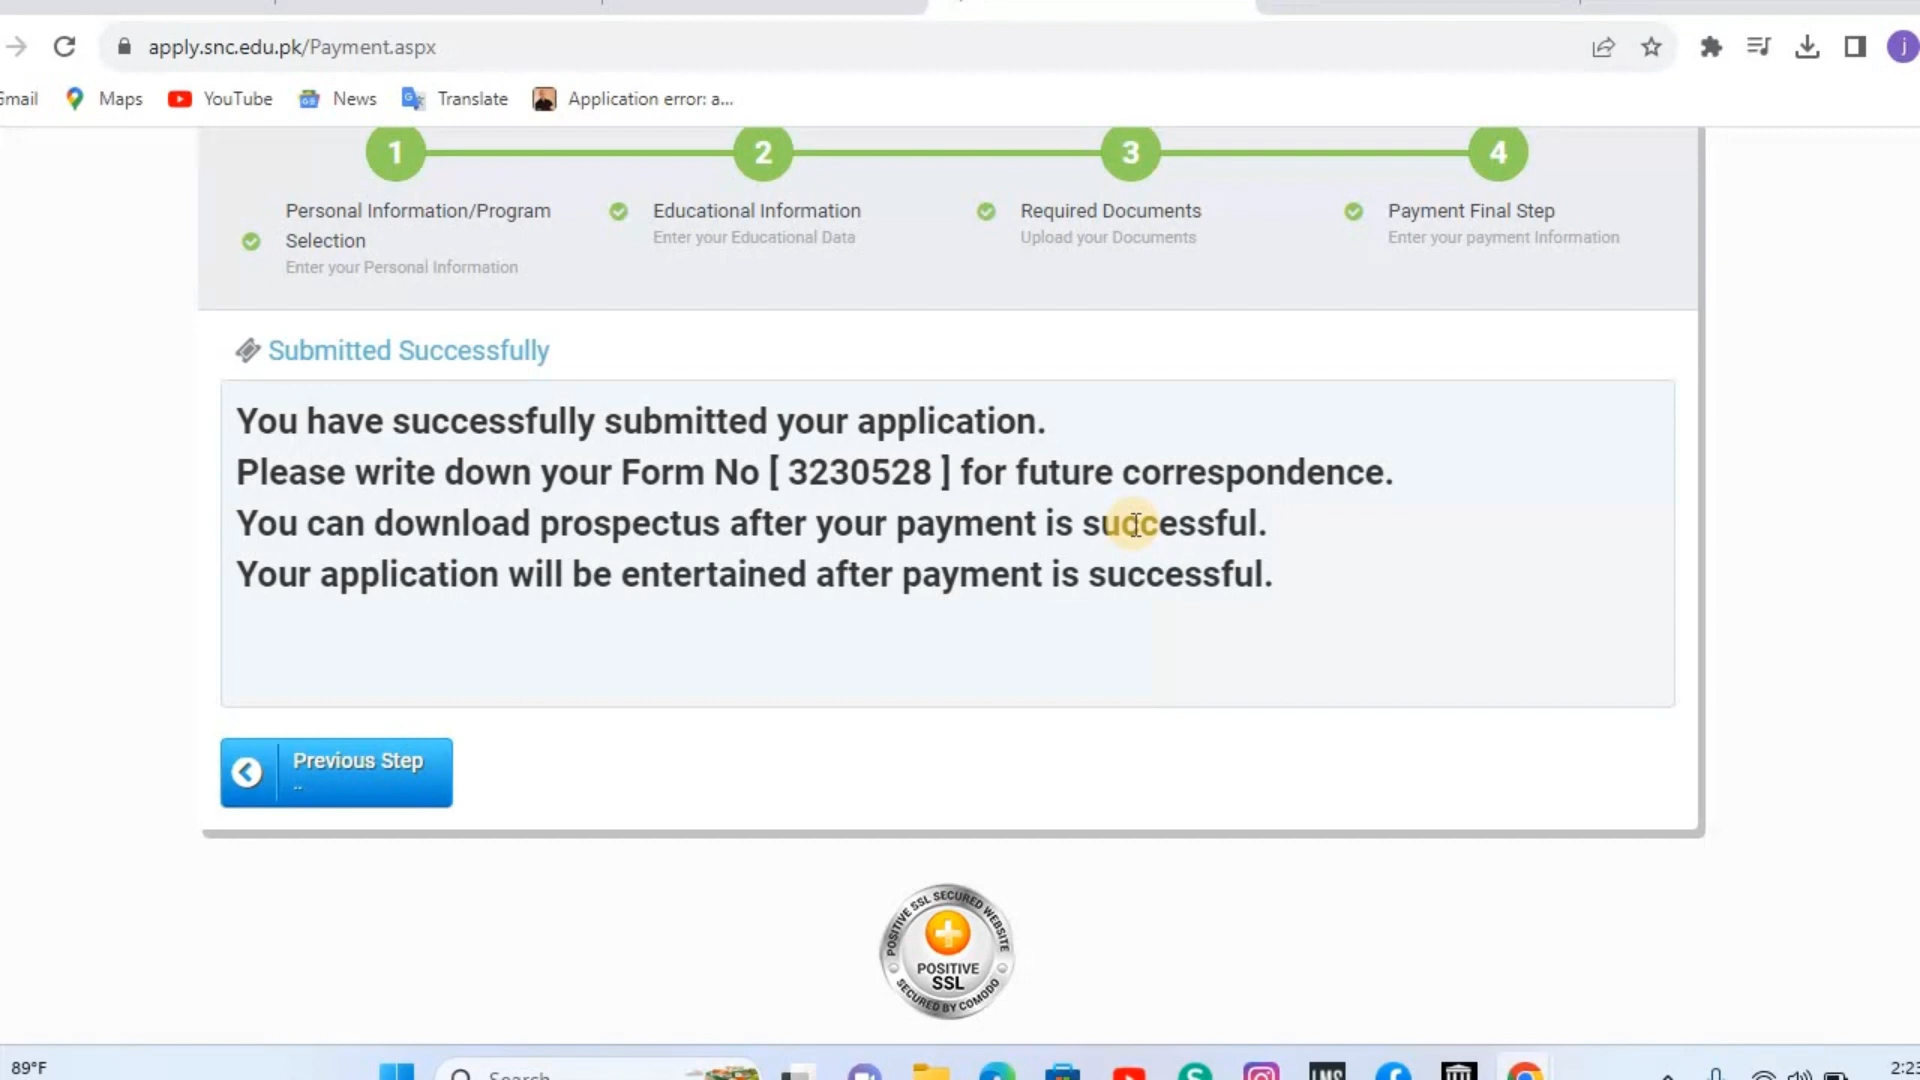 apply.snc.edu.pk/Payment.aspx
j
Maps YouTube News Translate Application error: a...
1 2 3 4
Personal Information/Program
Selection
Enter your Personal Information
Educational Information
Enter your Educational Data
Required Documents
Upload your Documents
Payment Final Step
Enter your payment Information
Submitted Successfully
You have successfully submitted your application.
Please write down your Form No [ 3230528 ] for future correspondence.
You can download prospectus after your payment is successful.
Your application will be entertained after payment is successful.
Previous Step
..
POSITIVE SSL SECURED WEBSITE
POSITIVE
SSL
SECURED BY COMODO
89°F
Search
LMS